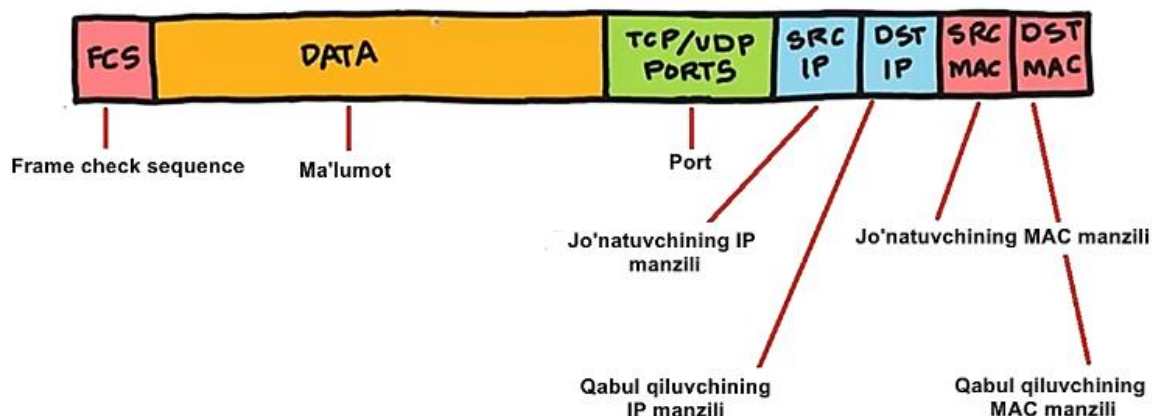 FCS
DATA
TCP/UDP
PORTS
SRC
IP
DST
IP
SRC
MAC
DST
MAC
Frame check sequence
Ma'lumot
Port
Jo'natuvchining IP
manzili
Jo'natuvchining MAC manzili
Qabul qiluvchining
IP manzili
Qabul qiluvchining
MAC manzili